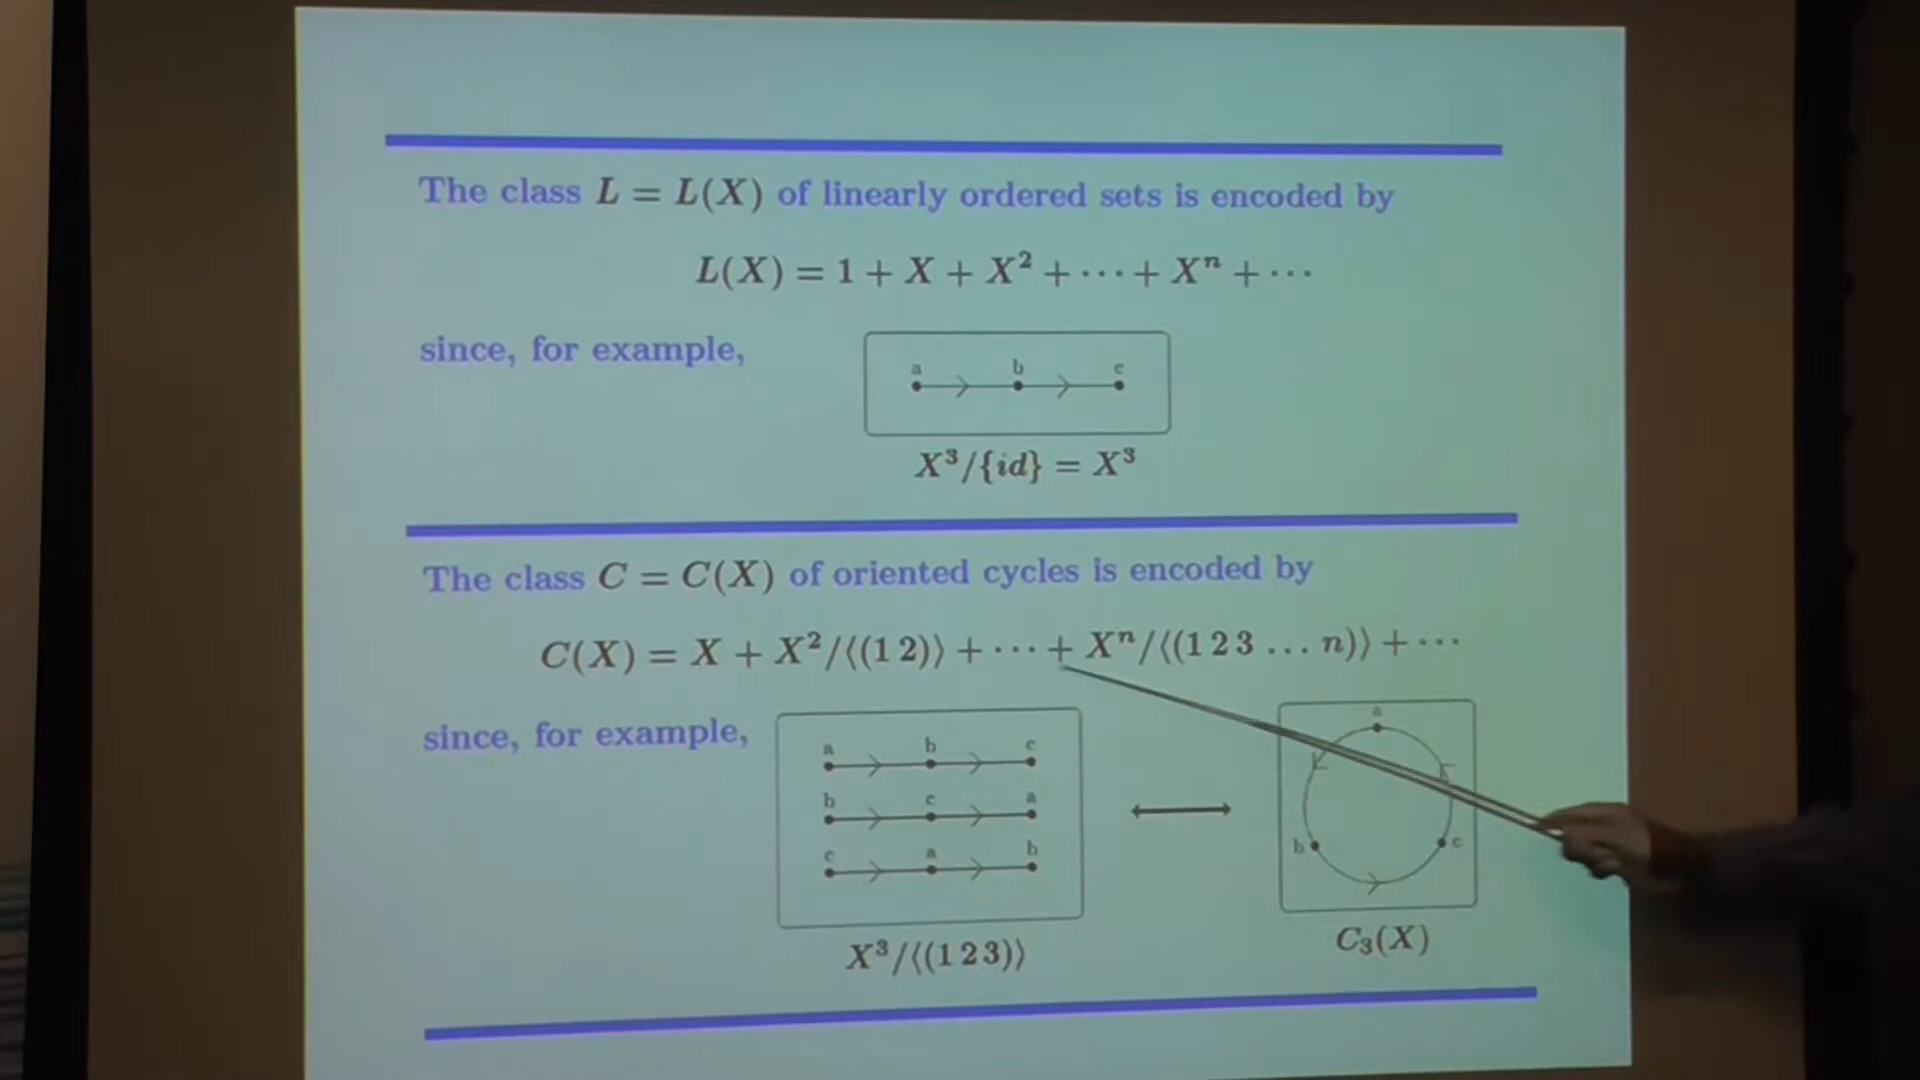 The class L = L(X) of linearly ordered sets is encoded by
L(X) = 1 + X + X² + ··· + Xⁿ + ···
since, for example,
a b c
X³/{id} = X³
The class C = C(X) of oriented cycles is encoded by
C(X) = X + X²/⟨(1 2)⟩ + ··· + Xⁿ/⟨(1 2 3 … n)⟩ + ···
since, for example,
a b c
b c a
c a b
a
b c
X³/⟨(1 2 3)⟩
C₃(X)